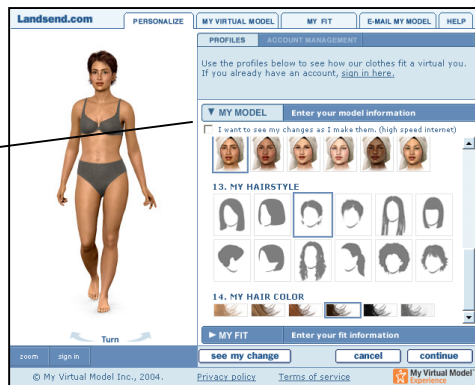 Landsend.com
PERSONALIZE
MY VIRTUAL MODEL
MY FIT
E-MAIL MY MODEL
HELP
PROFILES
ACCOUNT MANAGEMENT
Use the profiles below to see how our clothes fit a virtual you.
If you already have an account, sign in here.
▼ MY MODEL
Enter your model information
I want to see my changes as I make them. (high speed internet)
13. MY HAIRSTYLE
14. MY HAIR COLOR
Turn
► MY FIT
Enter your fit information
zoom
sign in
see my change
cancel
continue
© My Virtual Model Inc., 2004.
Privacy policy
Terms of service
My Virtual Model™
Experience